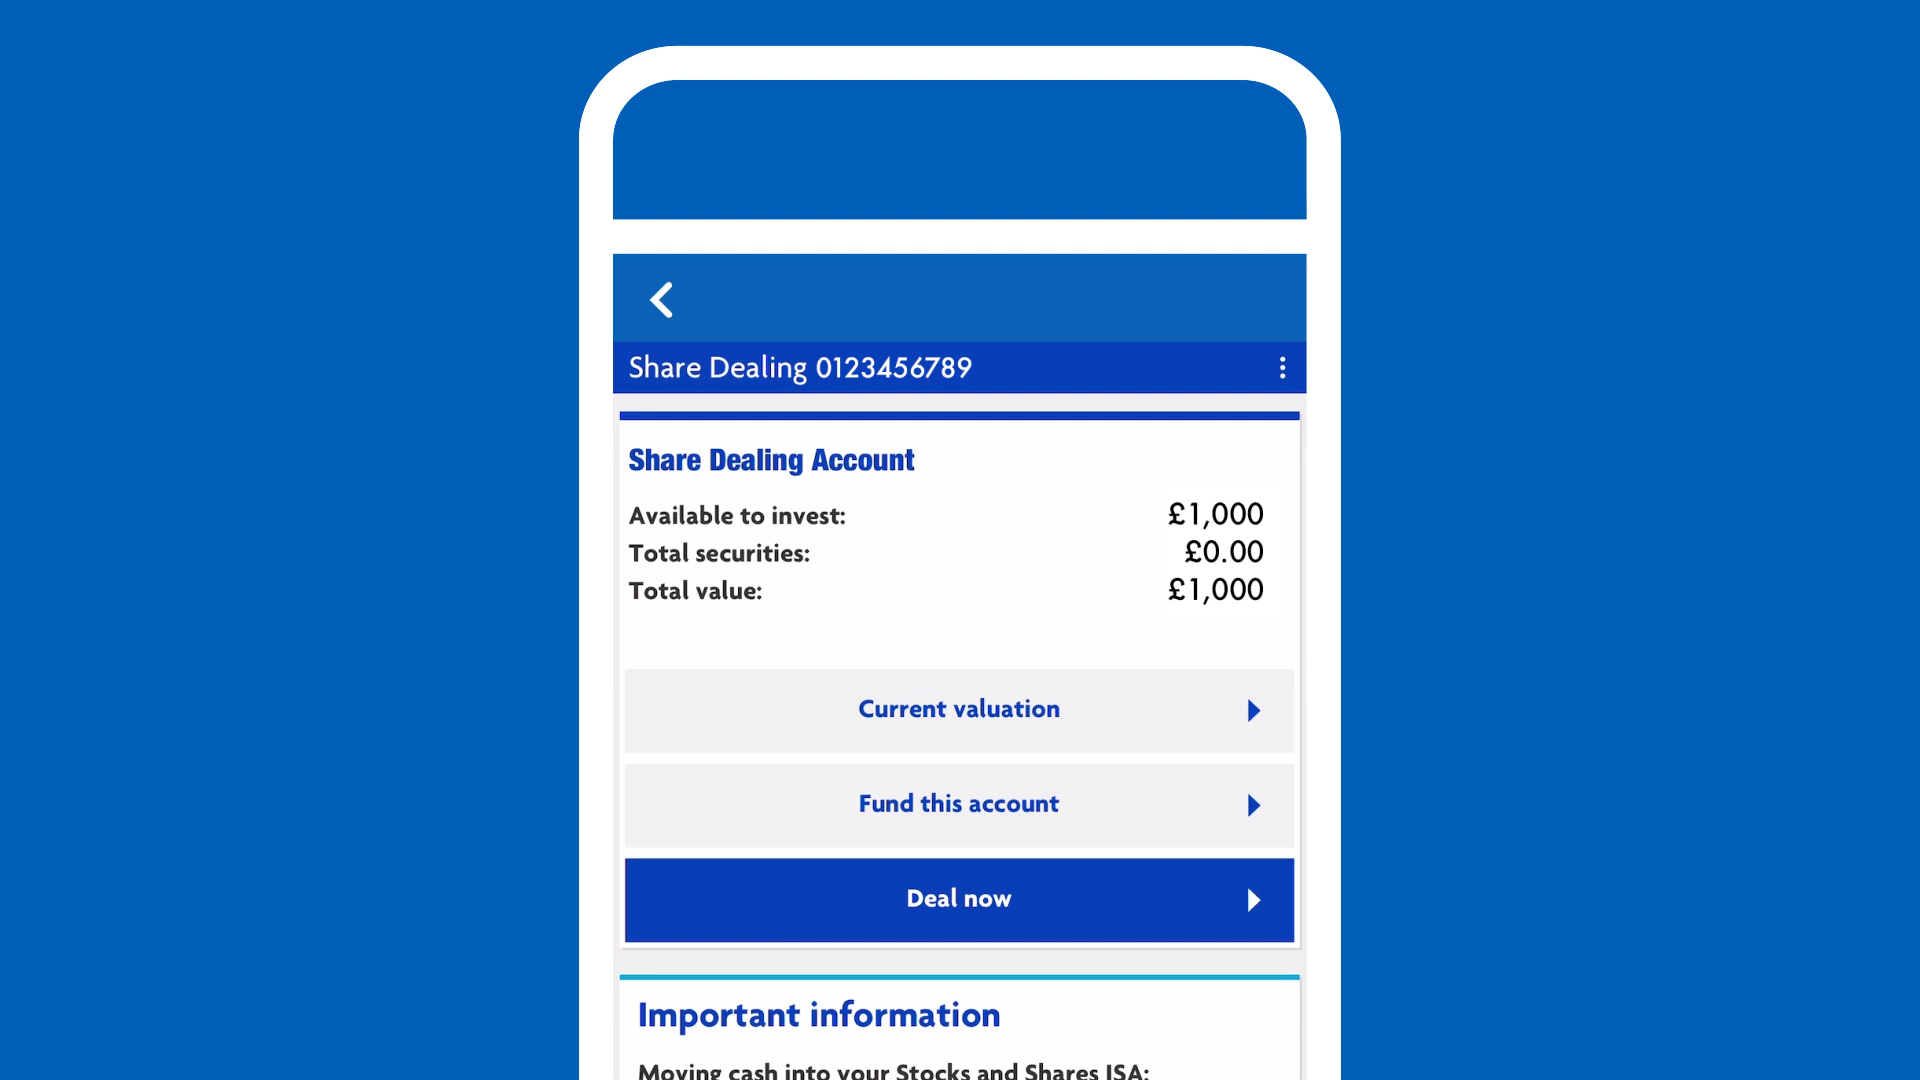 Share Dealing 0123456789
Share Dealing Account
Available to invest: £1,000
Total securities: £0.00
Total value: £1,000
Current valuation
Fund this account
Deal now
Important information
Moving cash into your Stocks and Shares ISA: